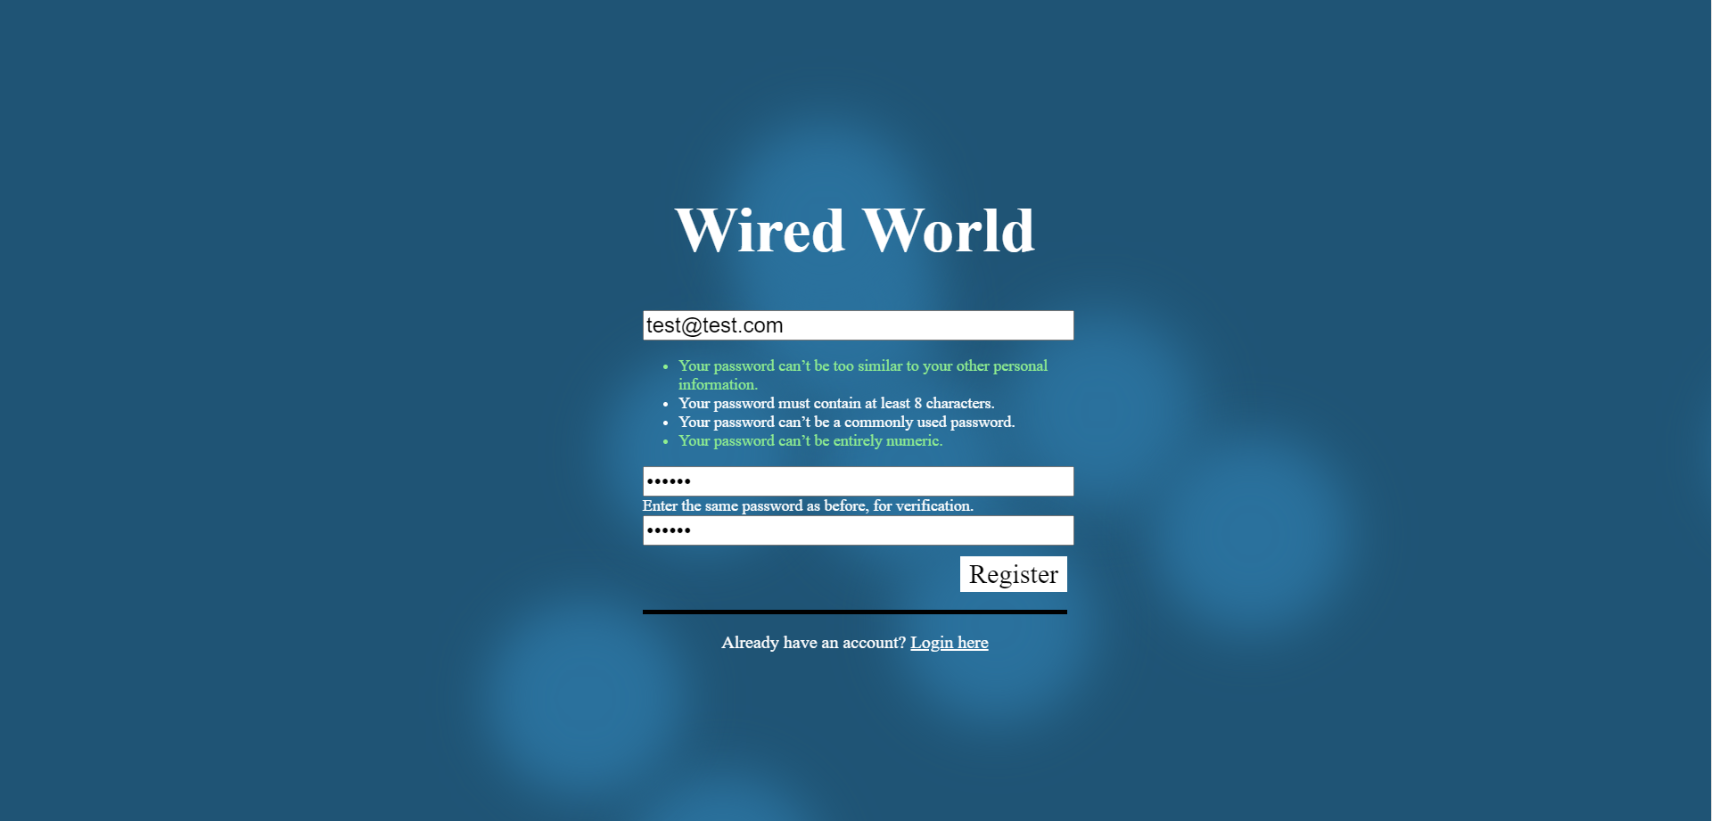 Wired World
test@test.com
• Your password can’t be too similar to your other personal
information.
• Your password must contain at least 8 characters.
• Your password can’t be a commonly used password.
• Your password can’t be entirely numeric.
••••••
Enter the same password as before, for verification.
••••••
Register
Already have an account? Login here